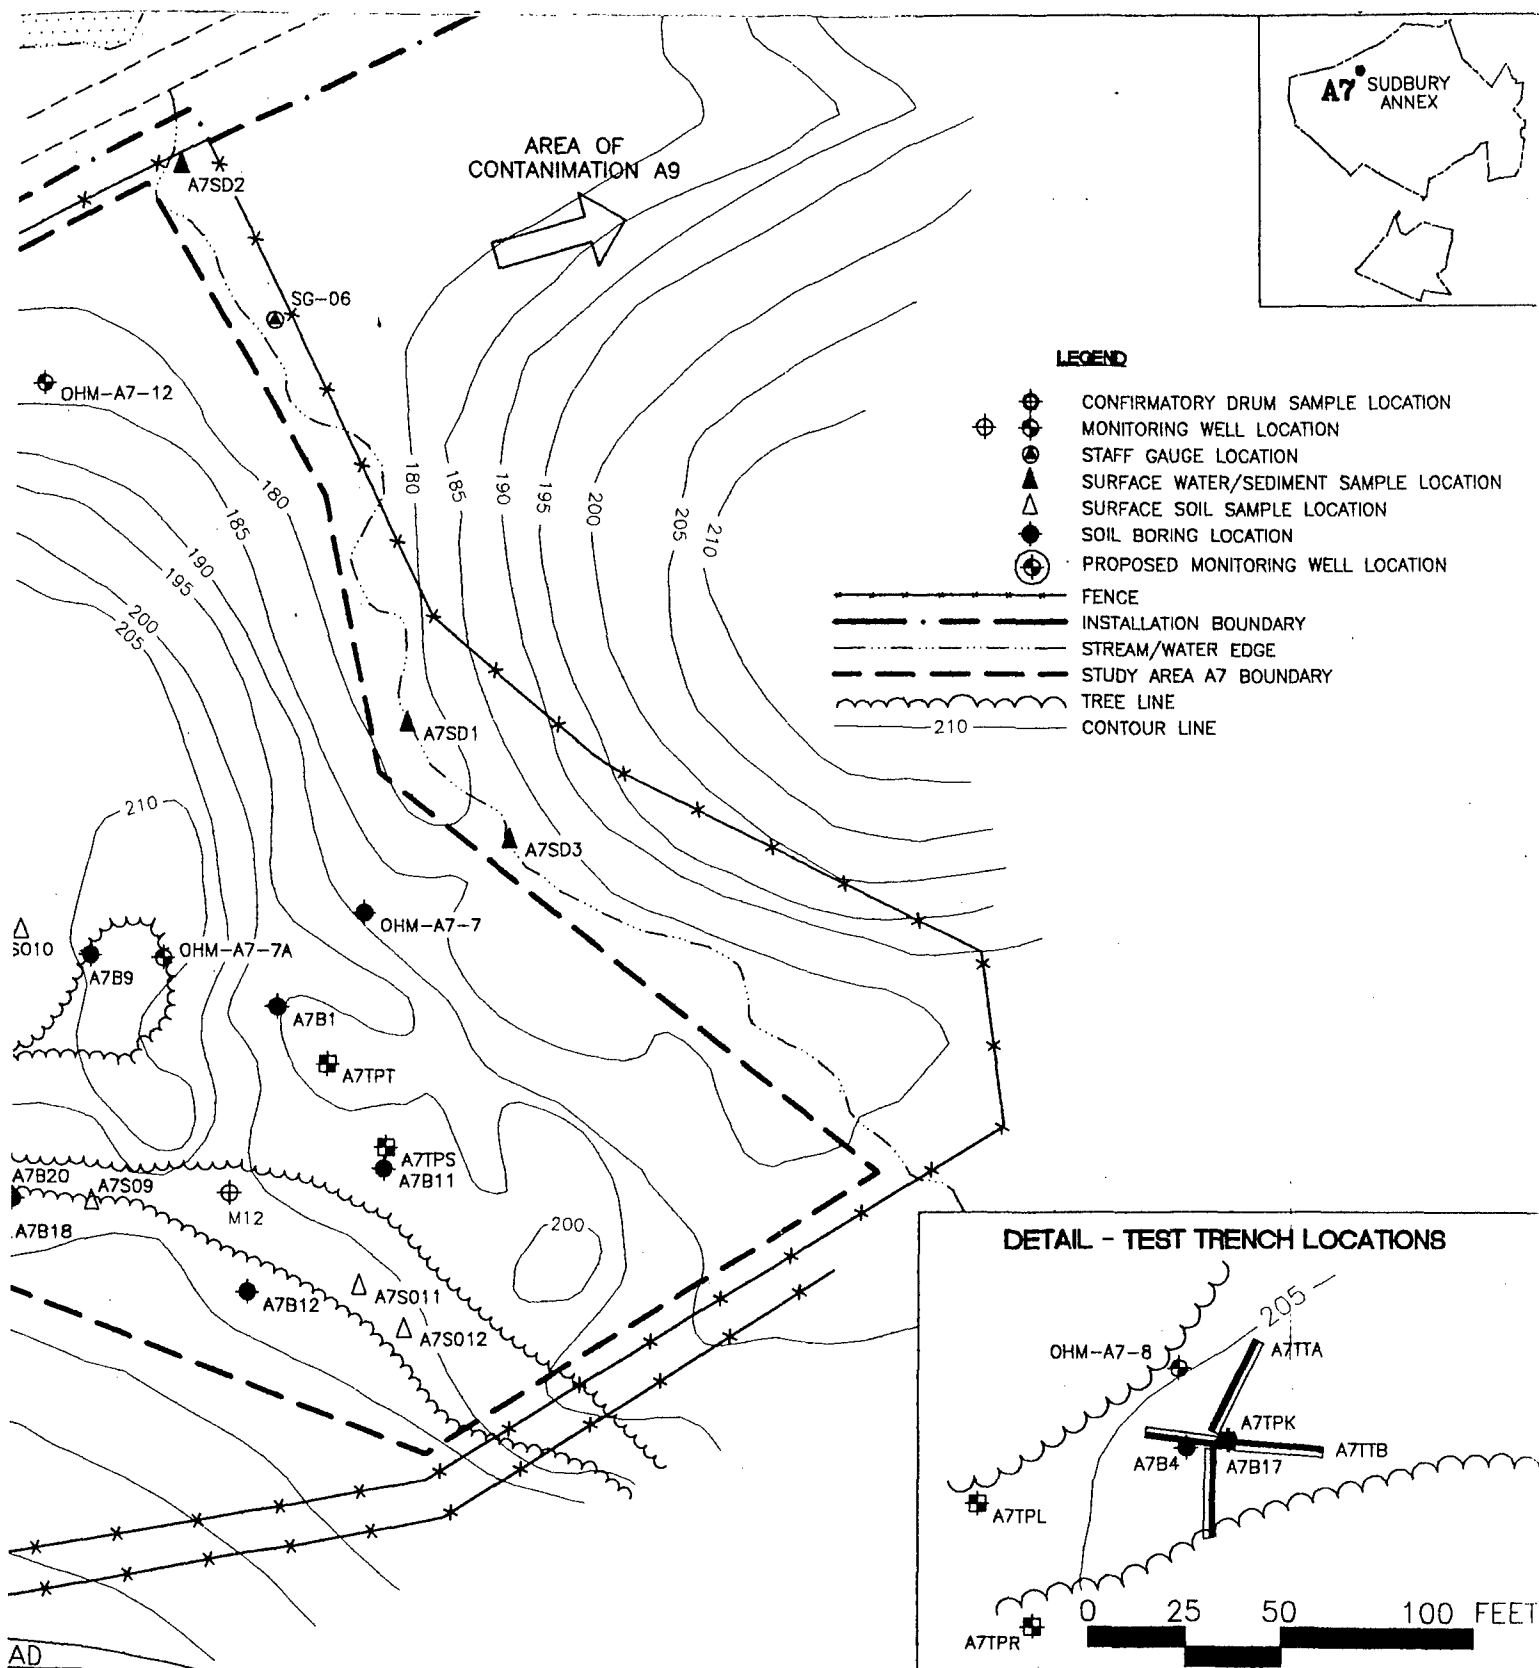 A7
SUDBURY
ANNEX
AREA OF
CONTANIMATION A9
A7SD2
SG-06
OHM-A7-12
LEGEND
CONFIRMATORY DRUM SAMPLE LOCATION
MONITORING WELL LOCATION
STAFF GAUGE LOCATION
SURFACE WATER/SEDIMENT SAMPLE LOCATION
SURFACE SOIL SAMPLE LOCATION
SOIL BORING LOCATION
PROPOSED MONITORING WELL LOCATION
FENCE
INSTALLATION BOUNDARY
STREAM/WATER EDGE
STUDY AREA A7 BOUNDARY
TREE LINE
210
CONTOUR LINE
180
185
190
195
200
205
180
185
190
195
200
205
210
A7SD1
210
A7SD3
OHM-A7-7
SO10
A7B9
OHM-A7-7A
A7B1
A7TPT
A7TPS
A7B11
A7B20
A7S09
A7B18
M12
200
A7B12
A7SO11
A7SO12
DETAIL - TEST TRENCH LOCATIONS
205
OHM-A7-8
A7TTA
A7TPK
A7B4
A7B17
A7TTB
A7TPL
A7TPR
0 25 50 100 FEET
AD